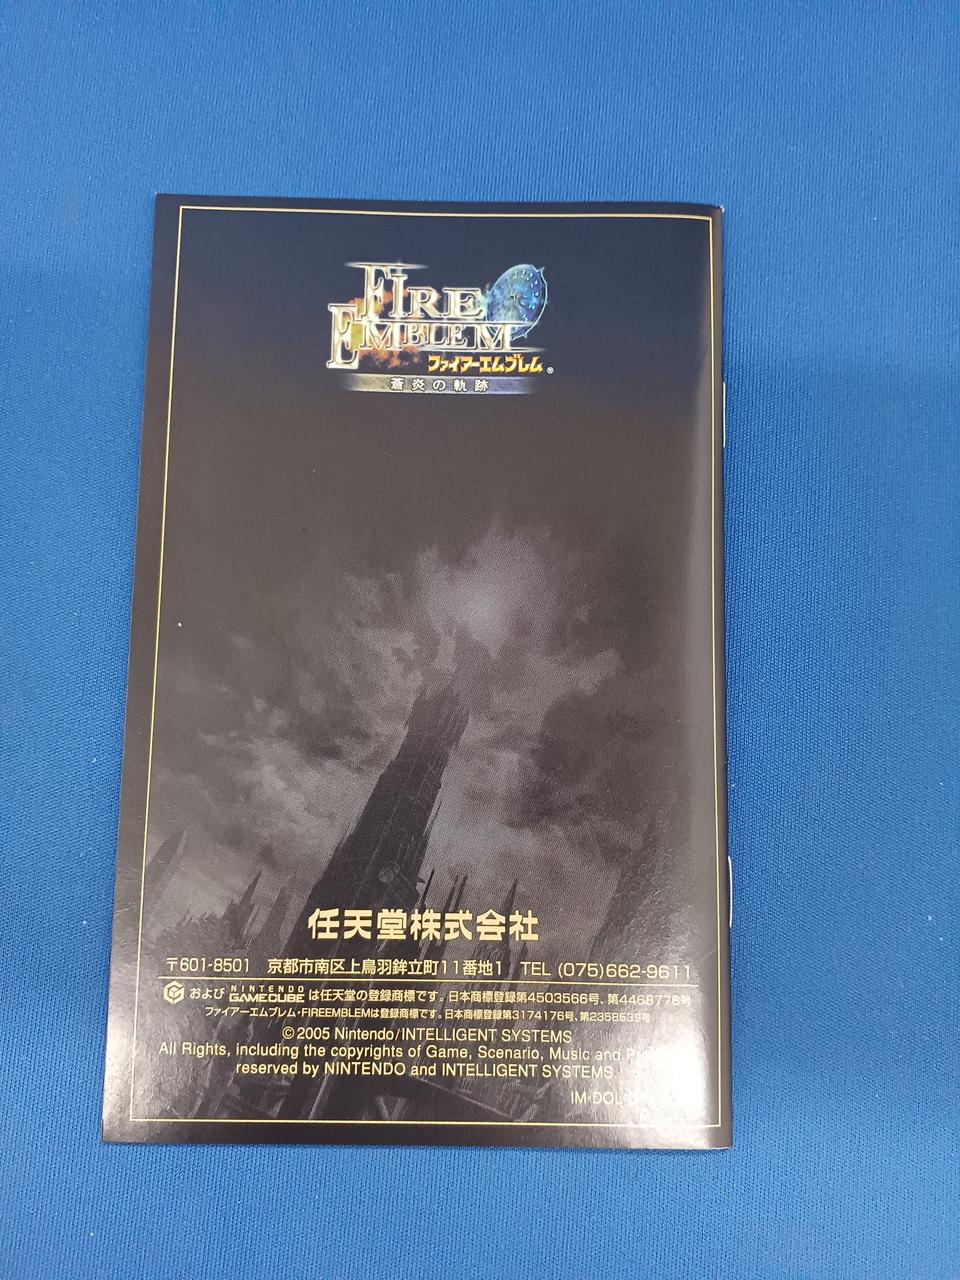 FIRE
EMBLEM
ファイアーエムブレム®
蒼炎の軌跡
任天堂株式会社
〒601-8501 京都市南区上鳥羽鉾立町11番地1 TEL (075)662-9611
および NINTENDO GAMECUBE は任天堂の登録商標です。日本商標登録第4503566号、第4468778号
ファイアーエムブレム・FIREEMBLEMは登録商標です。日本商標登録第3174176号、第2358539号
©2005 Nintendo/INTELLIGENT SYSTEMS
All Rights, including the copyrights of Game, Scenario, Music and
reserved by NINTENDO and INTELLIGENT SYSTEMS.
IM-DOL